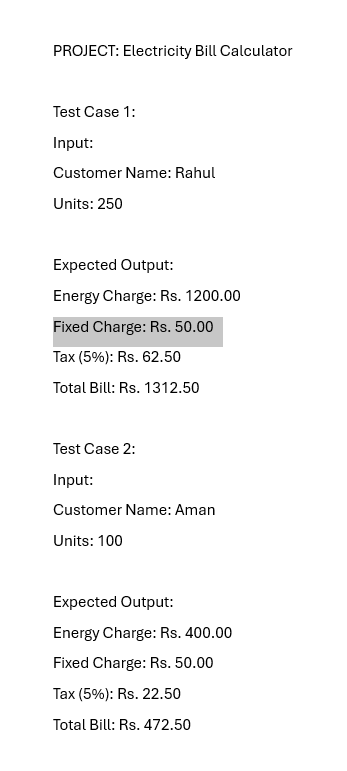 PROJECT: Electricity Bill Calculator
Test Case 1:
Input:
Customer Name: Rahul
Units: 250
Expected Output:
Energy Charge: Rs. 1200.00
Fixed Charge: Rs. 50.00
Tax (5%): Rs. 62.50
Total Bill: Rs. 1312.50
Test Case 2:
Input:
Customer Name: Aman
Units: 100
Expected Output:
Energy Charge: Rs. 400.00
Fixed Charge: Rs. 50.00
Tax (5%): Rs. 22.50
Total Bill: Rs. 472.50